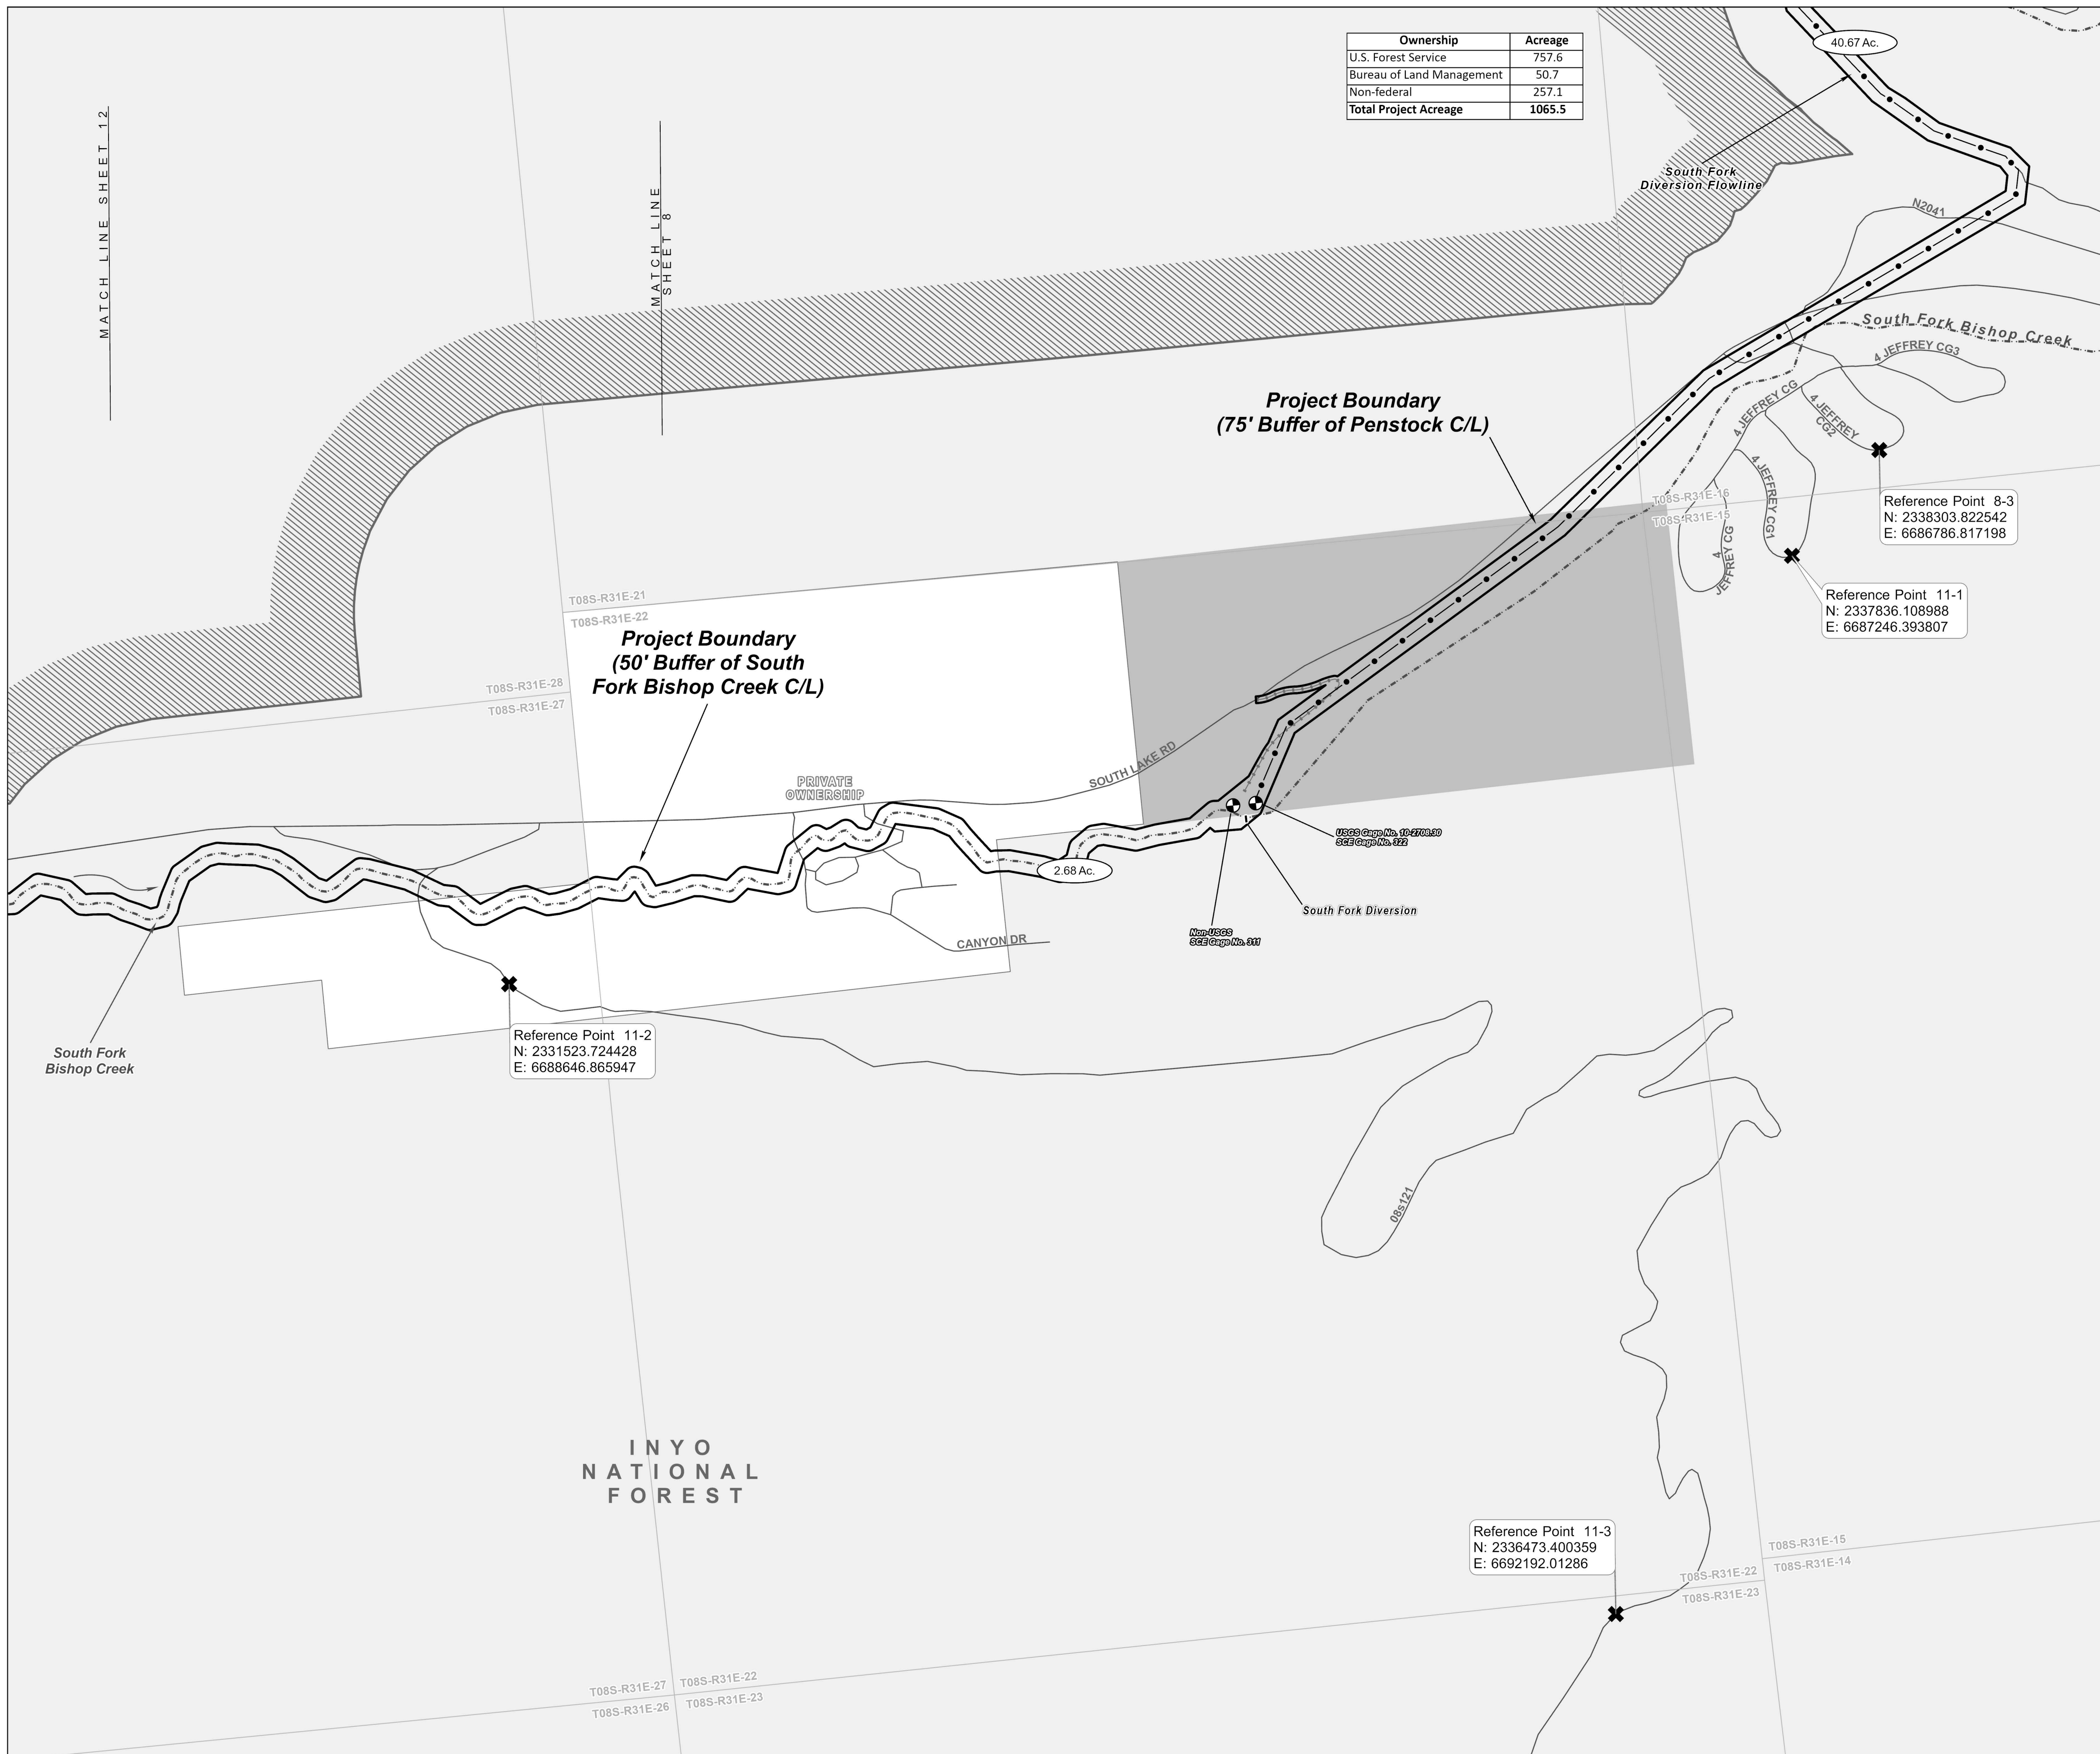 Ownership Acreage
U.S. Forest Service 757.6
Bureau of Land Management 50.7
Non-federal 257.1
Total Project Acreage 1065.5
40.67 Ac.
MATCH LINE SHEET 12
MATCH LINE
SHEET 8
South Fork
Diversion Flowline
N2041
South Fork Bishop Creek
4 JEFFREY CG3
4 JEFFREY CG
4 JEFFREY
CG2
4 JEFFREY CG1
4
JEFFREY CG
Project Boundary
(75' Buffer of Penstock C/L)
T08S-R31E-16
T08S-R31E-15
Reference Point 8-3
N: 2338303.822542
E: 6686786.817198
Reference Point 11-1
N: 2337836.108988
E: 6687246.393807
T08S-R31E-21
T08S-R31E-22
Project Boundary
(50' Buffer of South
Fork Bishop Creek C/L)
T08S-R31E-28
T08S-R31E-27
PRIVATE
OWNERSHIP
SOUTH LAKE RD
USGS Gage No. 10-2708.30
SCE Gage No. 322
2.68 Ac.
South Fork Diversion
Non-USGS
SCE Gage No. 311
CANYON DR
Reference Point 11-2
N: 2331523.724428
E: 6688646.865947
South Fork
Bishop Creek
08s121
INYO
NATIONAL
FOREST
Reference Point 11-3
N: 2336473.400359
E: 6692192.01286
T08S-R31E-15
T08S-R31E-14
T08S-R31E-22
T08S-R31E-23
T08S-R31E-27
T08S-R31E-22
T08S-R31E-26
T08S-R31E-23